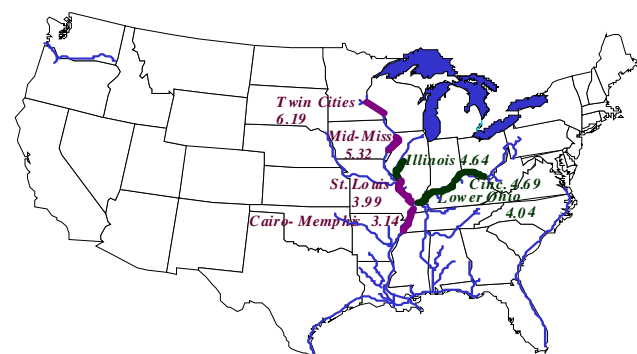 Twin Cities
6.19
Mid-Miss
5.32
Illinois 4.64
St. Louis
3.99
Cinc. 4.69
Lower Ohio
4.04
Cairo- Memphis 3.14